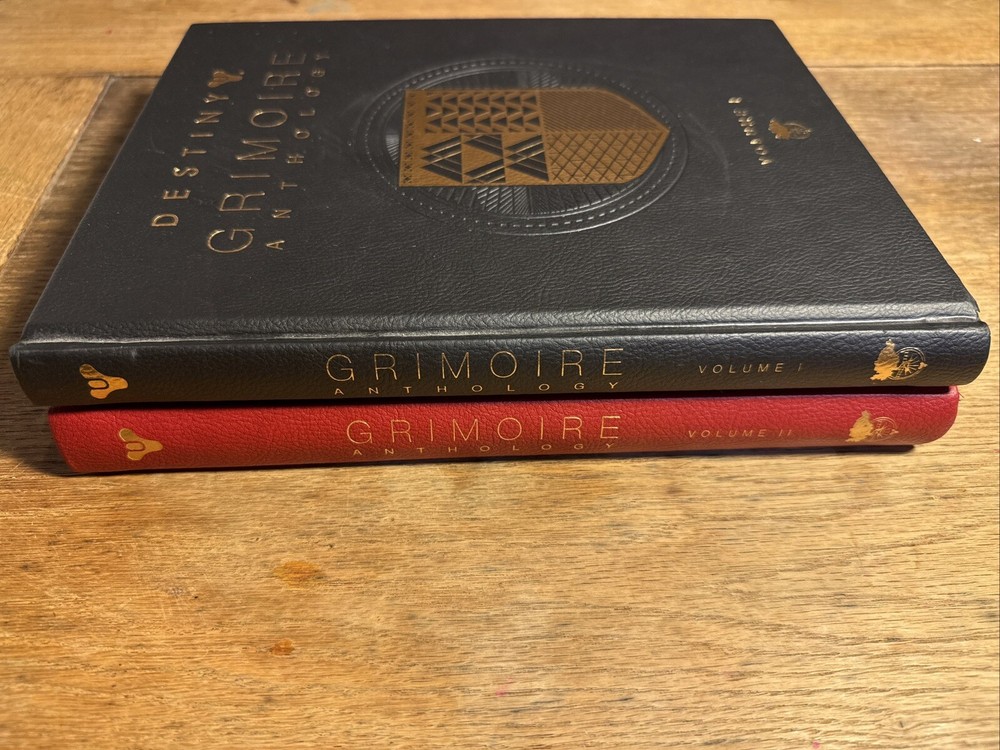 DESTINY
GRIMOIRE
ANTHOLOGY
GRIMOIRE
ANTHOLOGY
VOLUME I
GRIMOIRE
ANTHOLOGY
VOLUME II